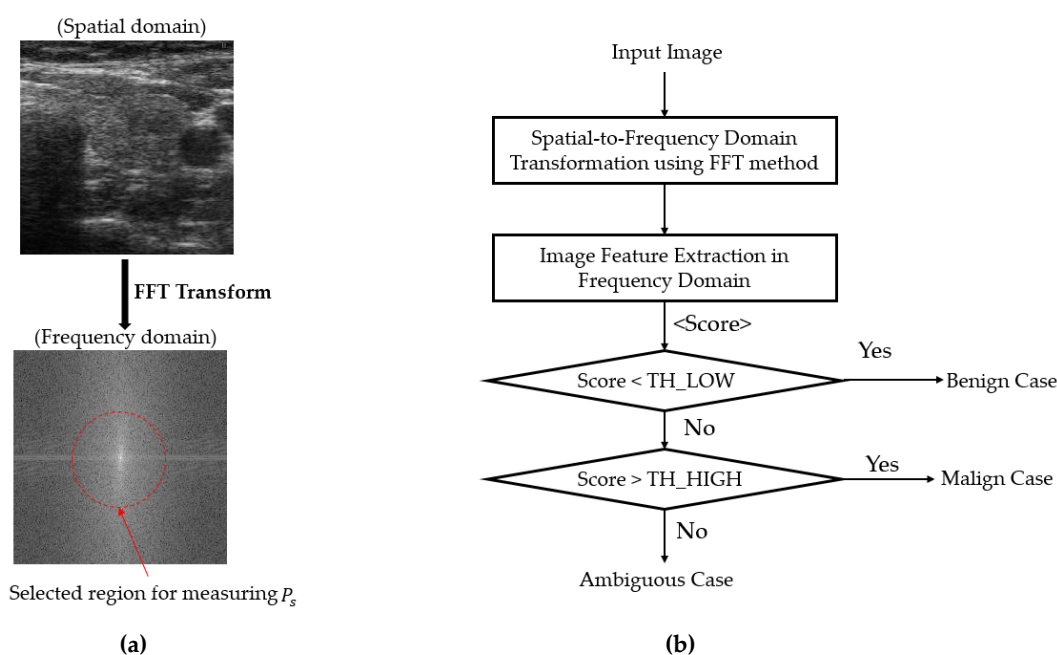 (Spatial domain)
FFT Transform
(Frequency domain)
Selected region for measuring P_s
(a)
Input Image
Spatial-to-Frequency Domain
Transformation using FFT method
Image Feature Extraction in
Frequency Domain
<Score>
Score < TH_LOW
Yes
Benign Case
No
Score > TH_HIGH
Yes
Malign Case
No
Ambiguous Case
(b)